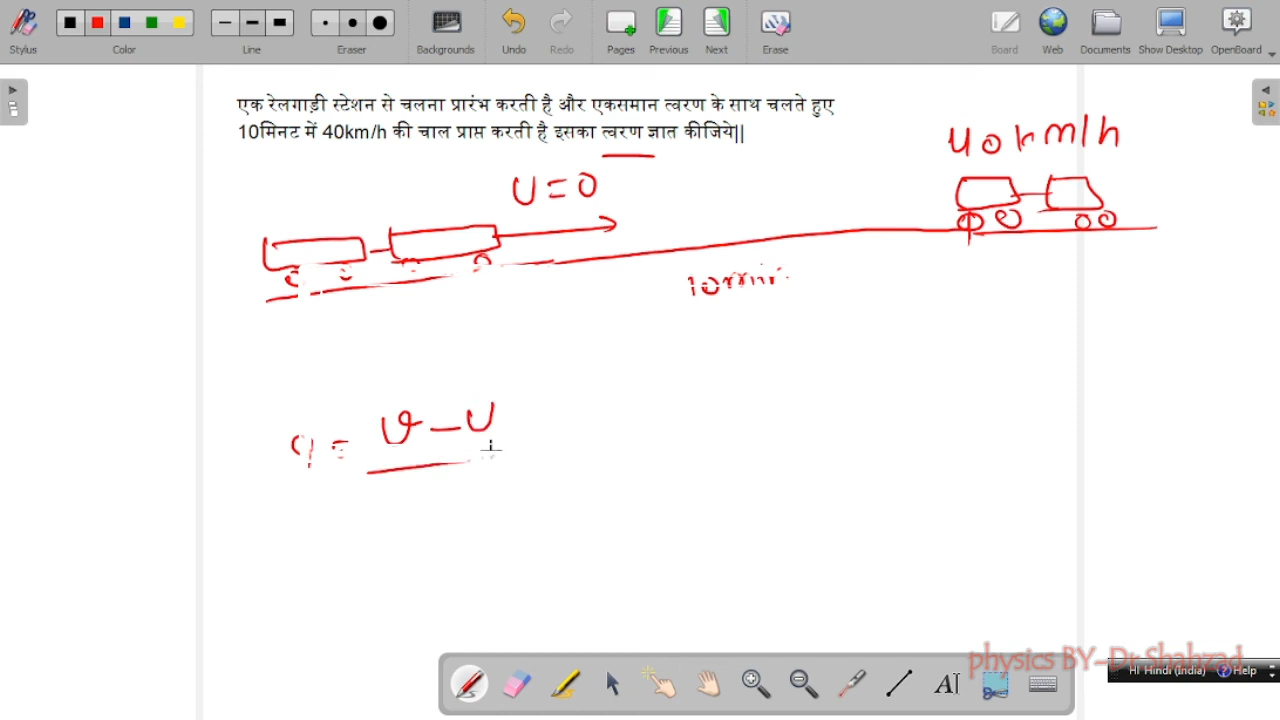 Stylus
Color
Line
Eraser
Backgrounds
Undo
Redo
Pages
Previous
Next
Erase
Board
Web
Documents
Show Desktop
OpenBoard
एक रेलगाड़ी स्टेशन से चलना प्रारंभ करती है और एकसमान त्वरण के साथ चलते हुए
10मिनट में 40km/h की चाल प्राप्त करती है इसका त्वरण ज्ञात कीजिये||
40km/h
U=0
10min
v-U
physics BY-Dr Shahzad
HI Hindi (India)
? Help